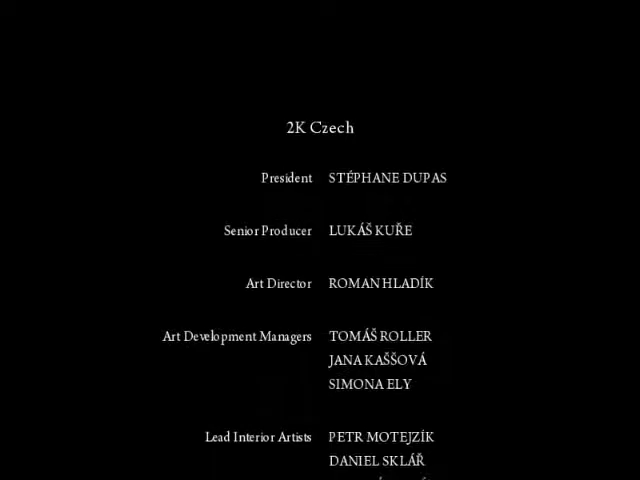 2K Czech
President STÉPHANE DUPAS
Senior Producer LUKÁŠ KUŘE
Art Director ROMAN HLADÍK
Art Development Managers TOMÁŠ ROLLER
JANA KAŠŠOVÁ
SIMONA ELY
Lead Interior Artists PETR MOTEJZÍK
DANIEL SKLÁŘ